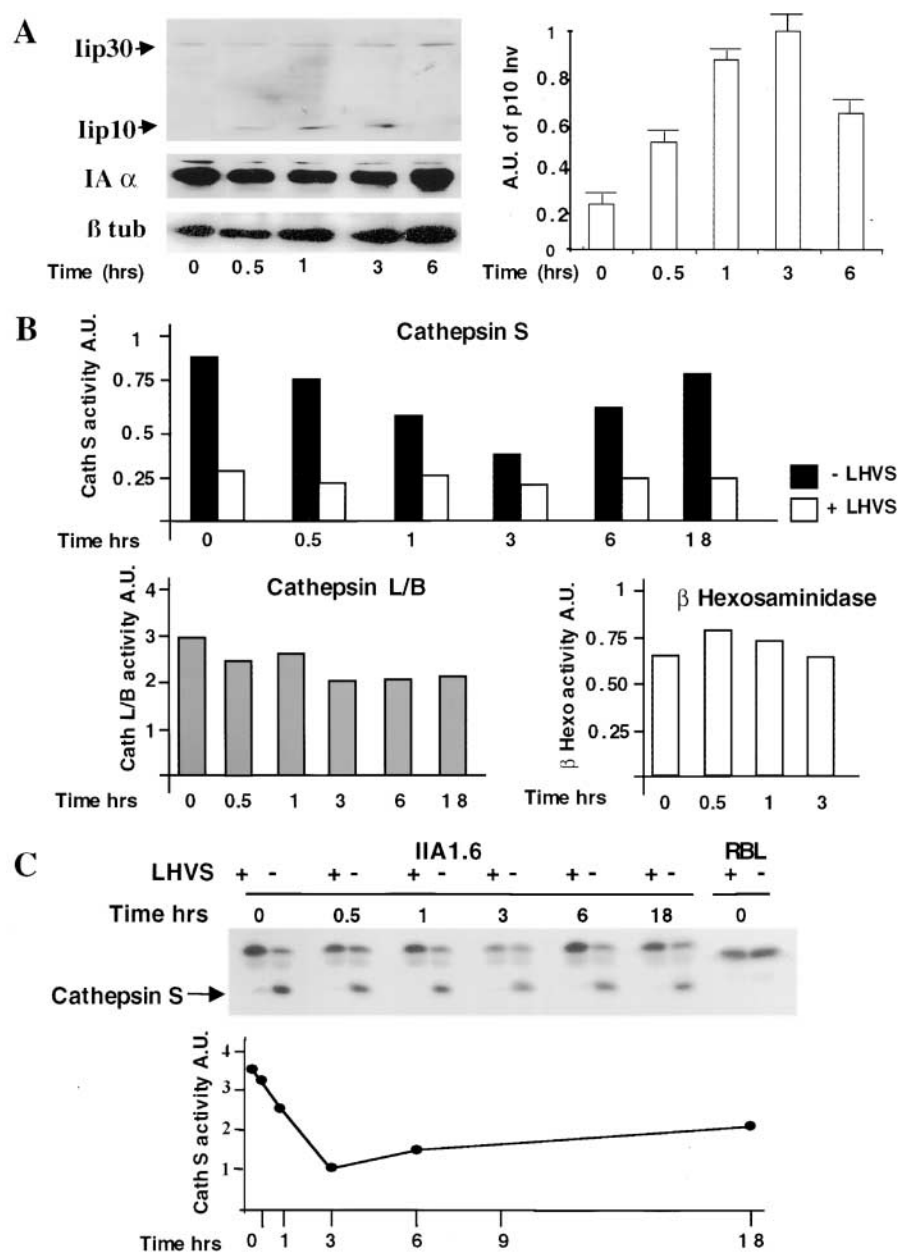 A
Iip30
Iip10
IA α
ß tub
Time (hrs) 0 0.5 1 3 6
A.U. of p10 Inv
1
0.8
0.6
0.4
0.2
0
Time (hrs) 0 0.5 1 3 6
B
Cathepsin S
Cath S activity A.U.
1
0.75
0.5
0.25
Time hrs 0 0.5 1 3 6 18
- LHVS
+ LHVS
Cathepsin L/B
Cath L/B activity A.U.
3
2
1
Time hrs 0 0.5 1 3 6 18
β Hexosaminidase
β Hexo activity A.U.
1
0.75
0.50
0.25
Time hrs 0 0.5 1 3
C
IIA1.6 RBL
LHVS + - + - + - + - + - + - + -
Time hrs 0 0.5 1 3 6 18 0
Cathepsin S
Cath S activity A.U.
4
3
2
1
Time hrs 0 1 3 6 9 18